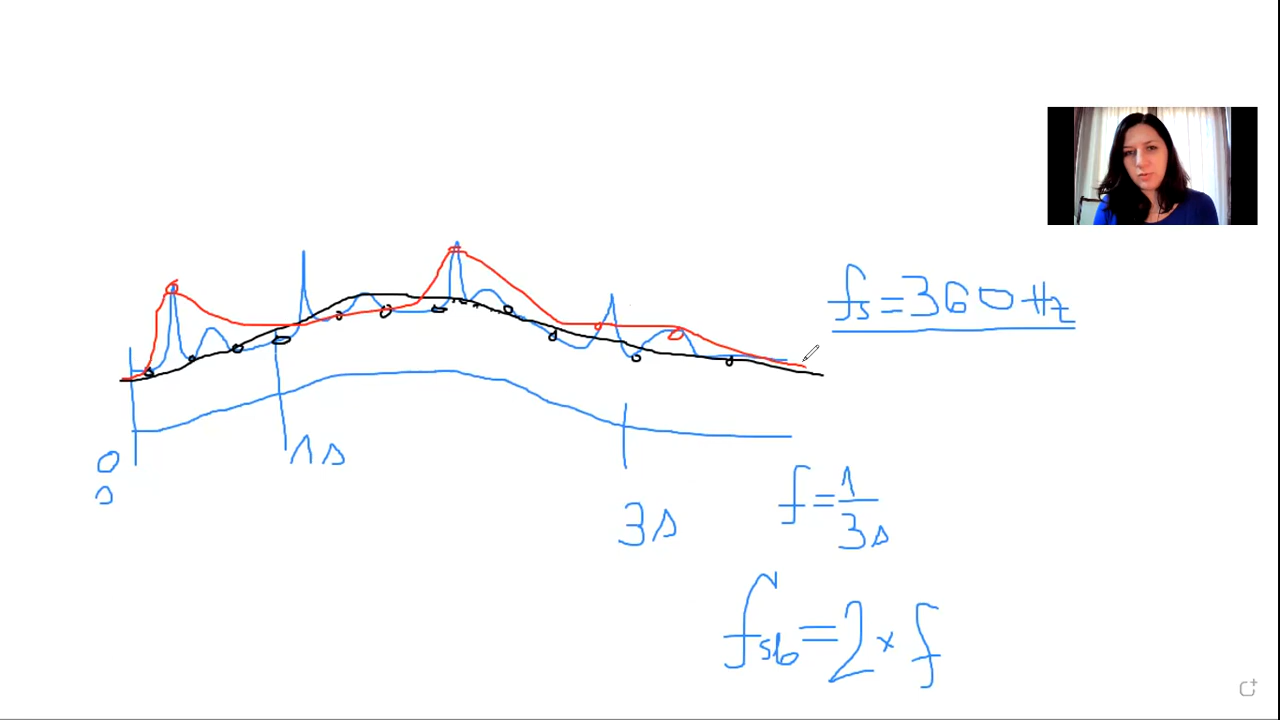 fs = 360 Hz
0
s
1s
3s
f = 1/3s
fsb = 2 × f